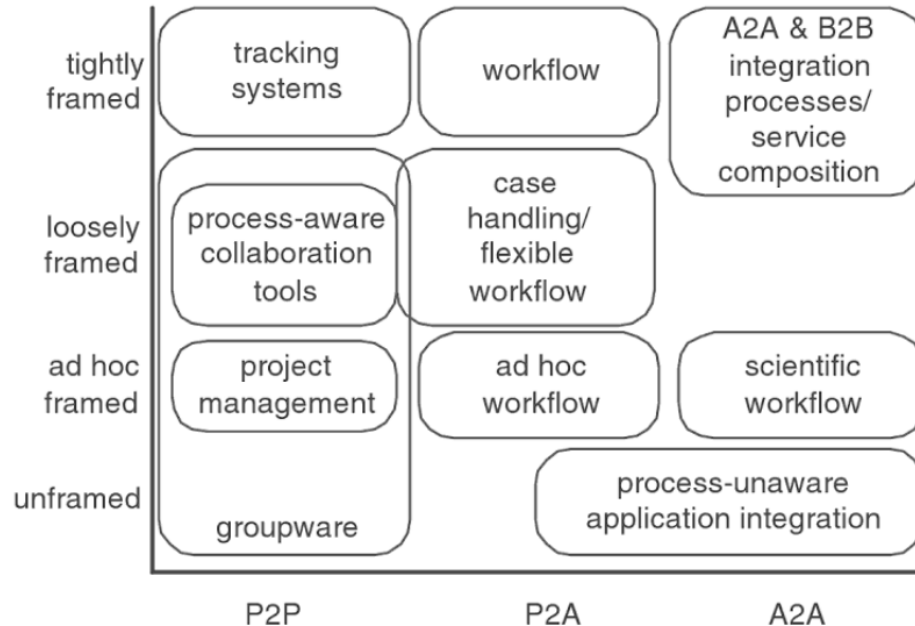 tightly
framed
tracking
systems
workflow
A2A & B2B
integration
processes/
service
composition
loosely
framed
process-aware
collaboration
tools
case
handling/
flexible
workflow
ad hoc
framed
project
management
ad hoc
workflow
scientific
workflow
unframed
groupware
process-unaware
application integration
P2P
P2A
A2A